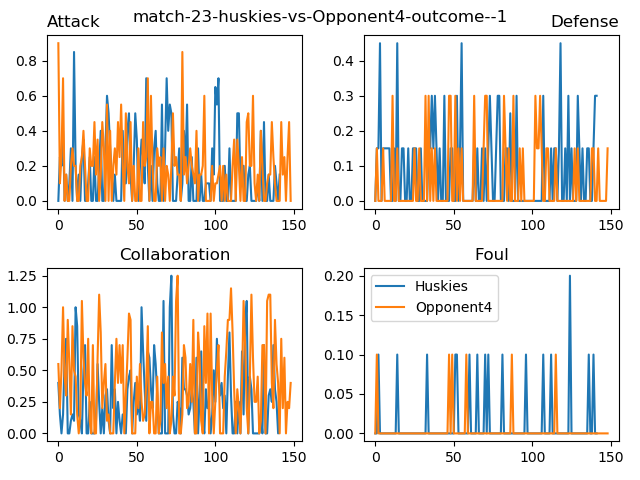 match-23-huskies-vs-Opponent4-outcome--1
Attack
Defense
0.8
0.6
0.4
0.2
0.0
0 50 100 150
0.4
0.3
0.2
0.1
0.0
0 50 100 150
Collaboration
Foul
1.25
1.00
0.75
0.50
0.25
0.00
0 50 100 150
Huskies
Opponent4
0.20
0.15
0.10
0.05
0.00
0 50 100 150